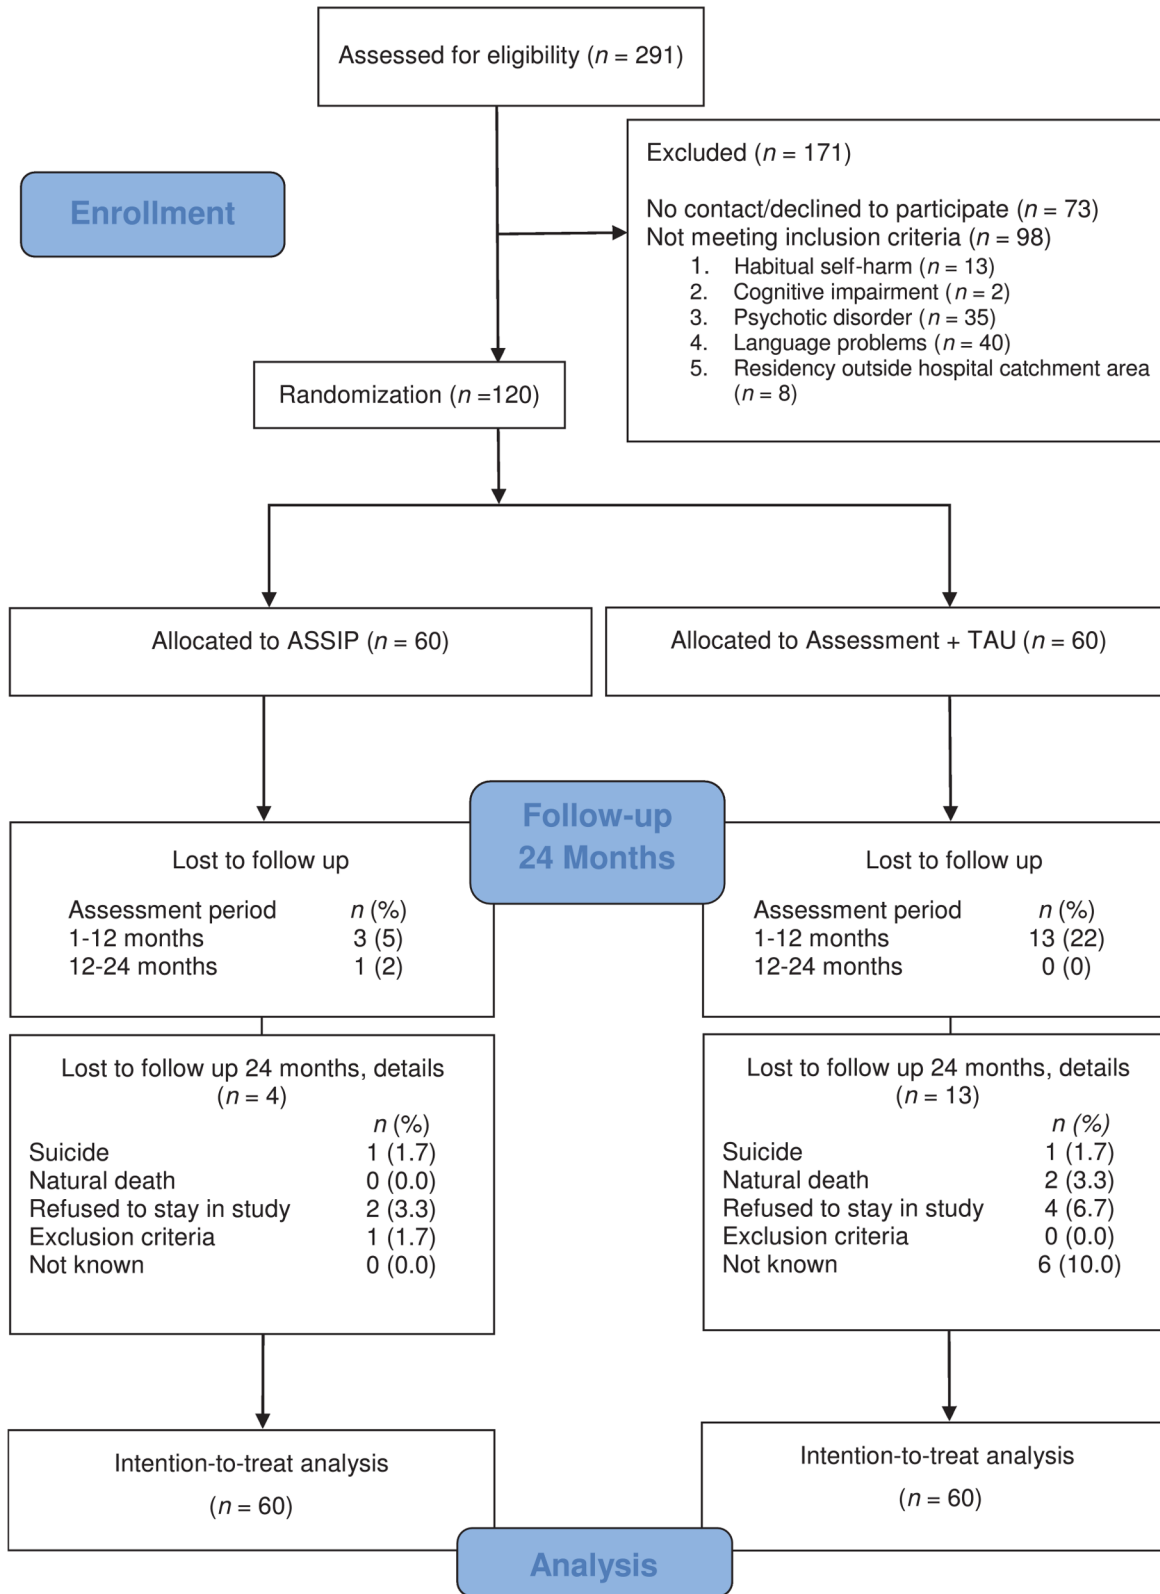 Assessed for eligibility (n = 291)
Excluded (n = 171)
No contact/declined to participate (n = 73)
Not meeting inclusion criteria (n = 98)
1. Habitual self-harm (n = 13)
2. Cognitive impairment (n = 2)
3. Psychotic disorder (n = 35)
4. Language problems (n = 40)
5. Residency outside hospital catchment area
(n = 8)
Enrollment
Randomization (n =120)
Allocated to ASSIP (n = 60)
Allocated to Assessment + TAU (n = 60)
Follow-up
24 Months
Lost to follow up
Assessment period n (%)
1-12 months 3 (5)
12-24 months 1 (2)
Lost to follow up
Assessment period n (%)
1-12 months 13 (22)
12-24 months 0 (0)
Lost to follow up 24 months, details
(n = 4)
n (%)
Suicide 1 (1.7)
Natural death 0 (0.0)
Refused to stay in study 2 (3.3)
Exclusion criteria 1 (1.7)
Not known 0 (0.0)
Lost to follow up 24 months, details
(n = 13)
n (%)
Suicide 1 (1.7)
Natural death 2 (3.3)
Refused to stay in study 4 (6.7)
Exclusion criteria 0 (0.0)
Not known 6 (10.0)
Intention-to-treat analysis
(n = 60)
Intention-to-treat analysis
(n = 60)
Analysis